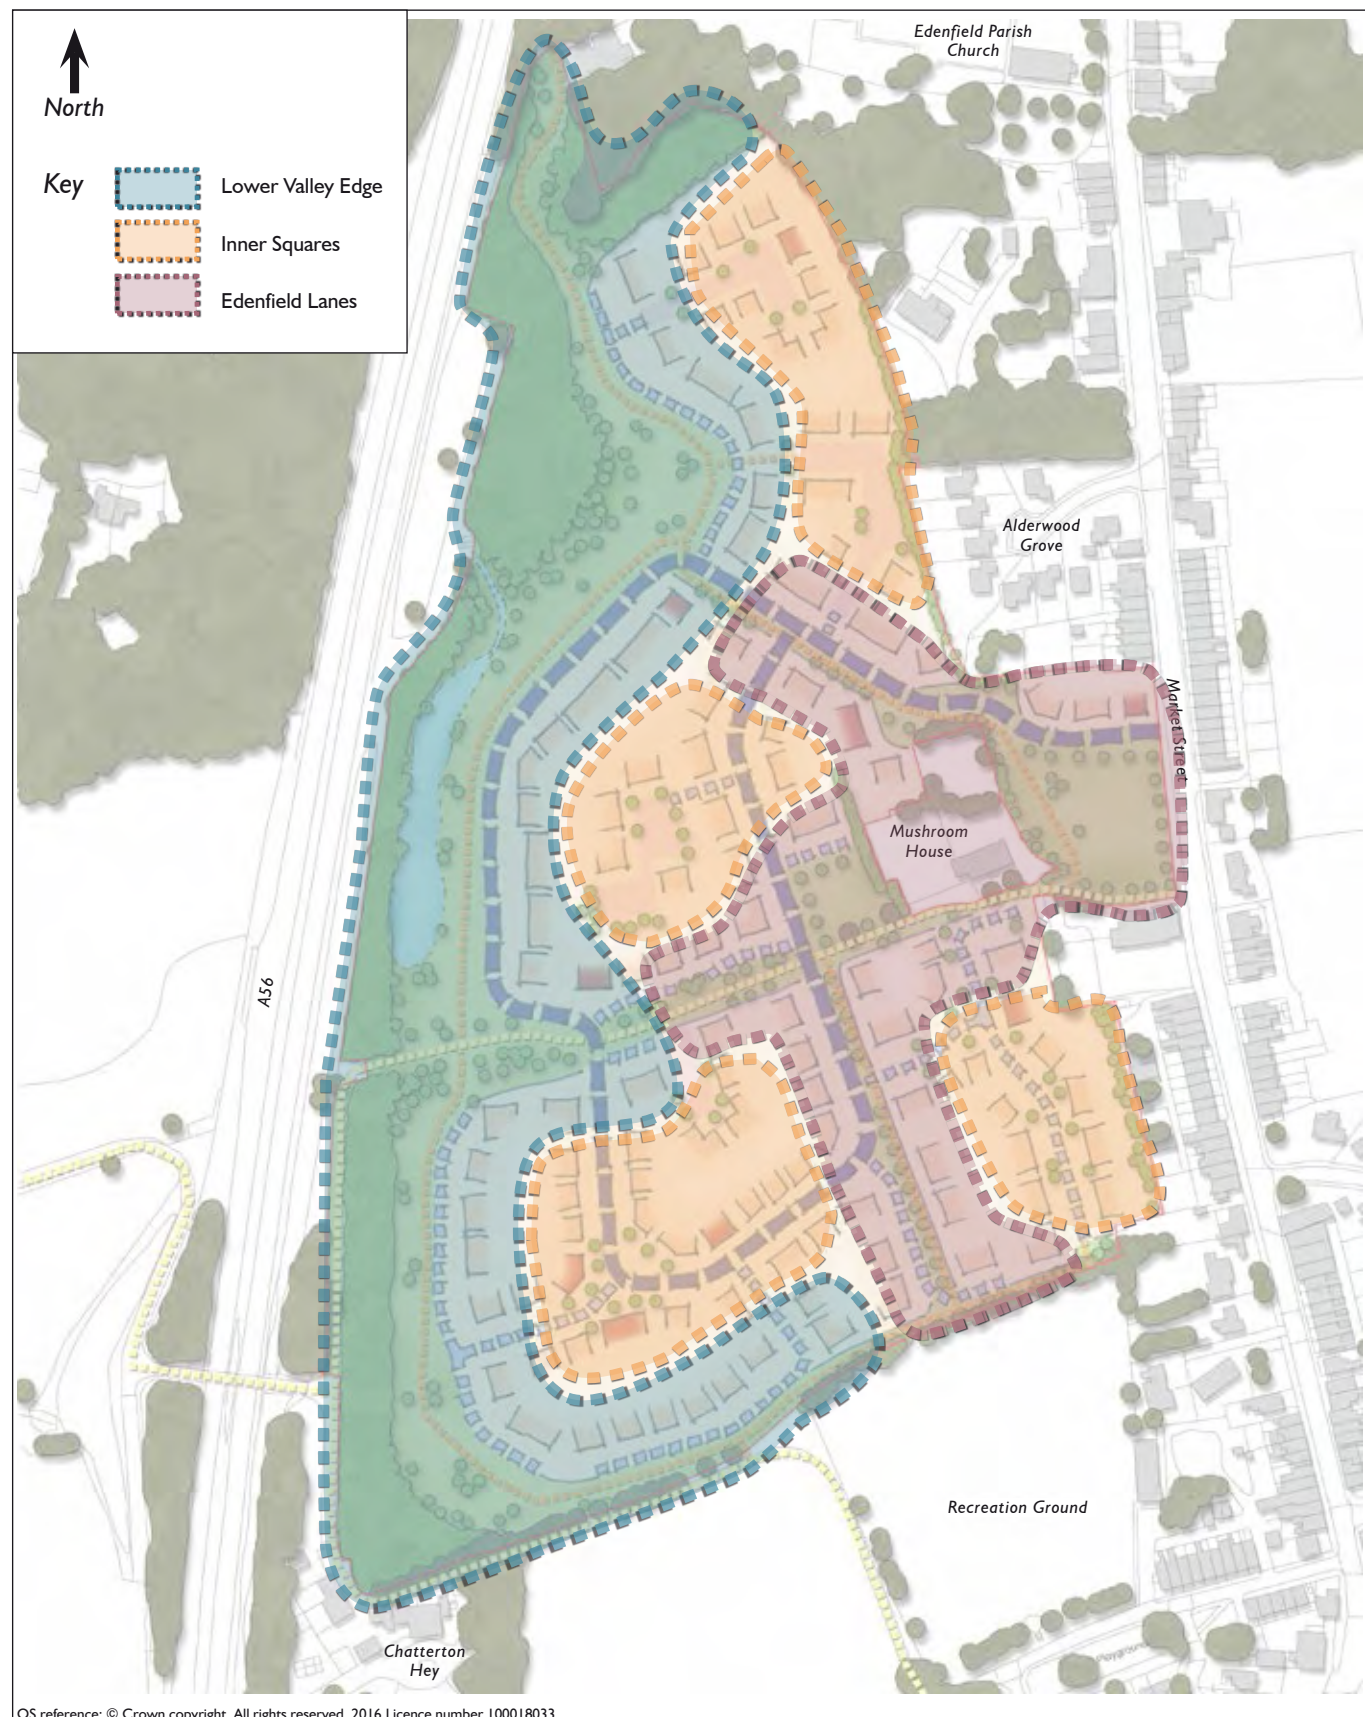 North
Key
Lower Valley Edge
Inner Squares
Edenfield Lanes
Edenfield Parish
Church
Alderwood
Grove
Market Street
Mushroom
House
A56
Recreation Ground
Chatterton
Hey
Playground
OS reference: © Crown copyright. All rights reserved. 2016 Licence number 100018033